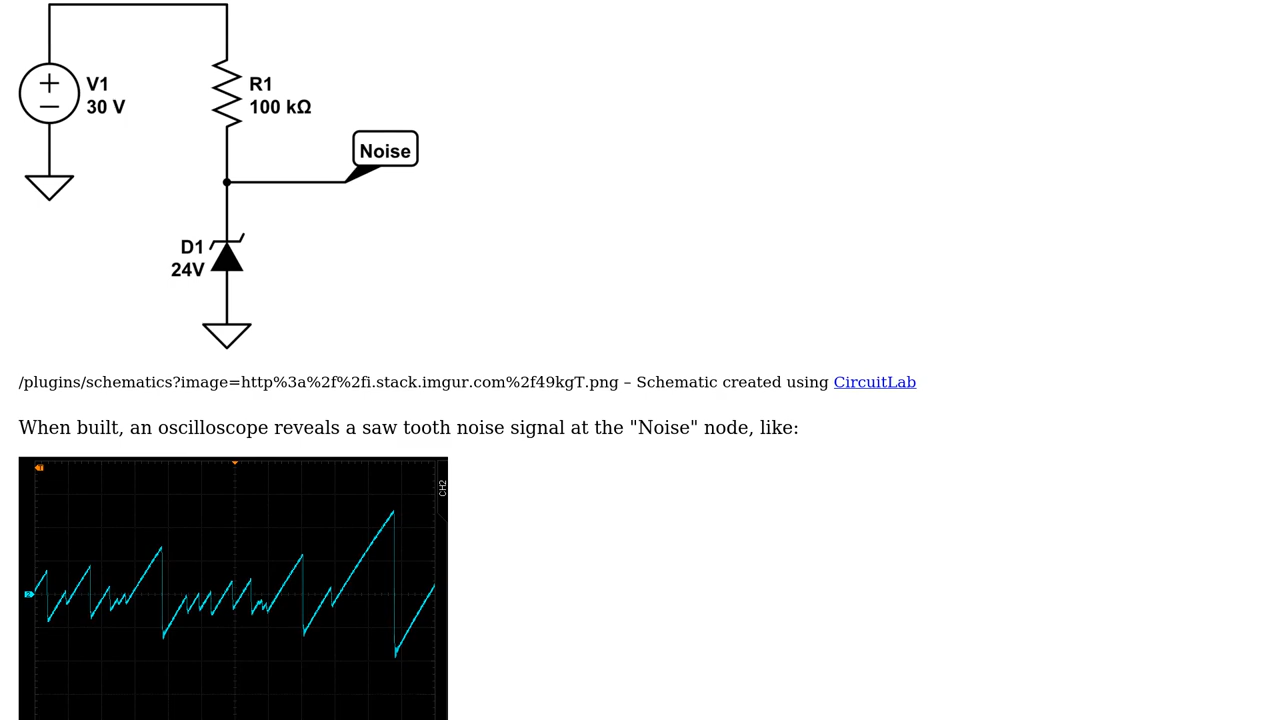 V1
30 V
R1
100 kΩ
Noise
D1
24V
/plugins/schematics?image=http%3a%2f%2fi.stack.imgur.com%2f49kgT.png – Schematic created using CircuitLab
When built, an oscilloscope reveals a saw tooth noise signal at the "Noise" node, like:
T
CH2
2